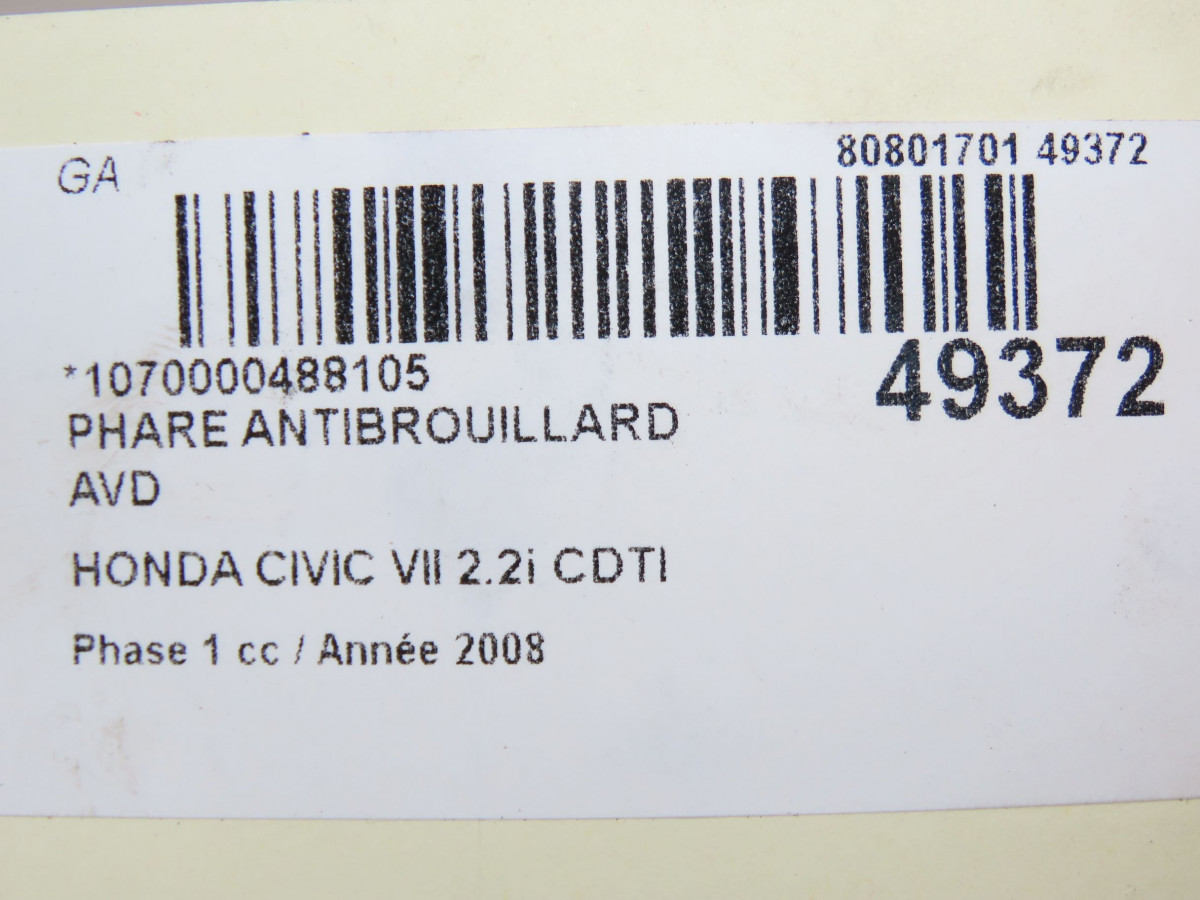 GA
80801701 49372
*1070000488105
49372
PHARE ANTIBROUILLARD
AVD
HONDA CIVIC VII 2.2i CDTI
Phase 1 cc / Année 2008